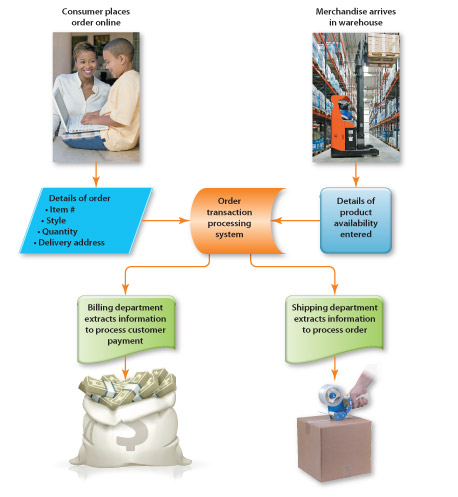 Consumer places
order online
Merchandise arrives
in warehouse
Details of order
• Item #
• Style
• Quantity
• Delivery address
Order
transaction
processing
system
Details of
product
availability
entered
Billing department
extracts information
to process customer
payment
Shipping department
extracts information
to process order
$